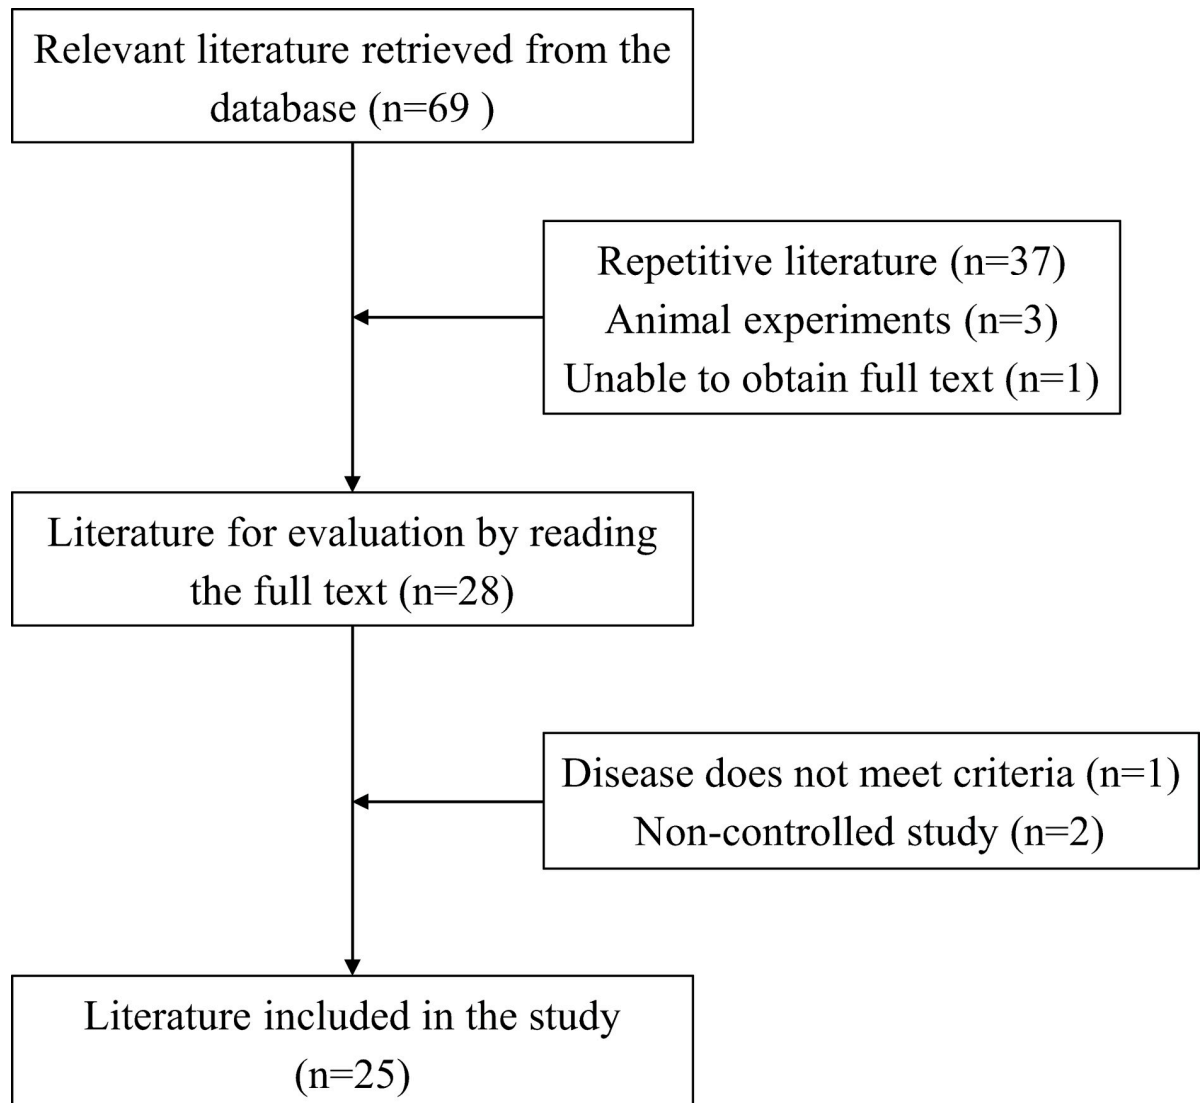 Relevant literature retrieved from the
database (n=69 )
Repetitive literature (n=37)
Animal experiments (n=3)
Unable to obtain full text (n=1)
Literature for evaluation by reading
the full text (n=28)
Disease does not meet criteria (n=1)
Non-controlled study (n=2)
Literature included in the study
(n=25)